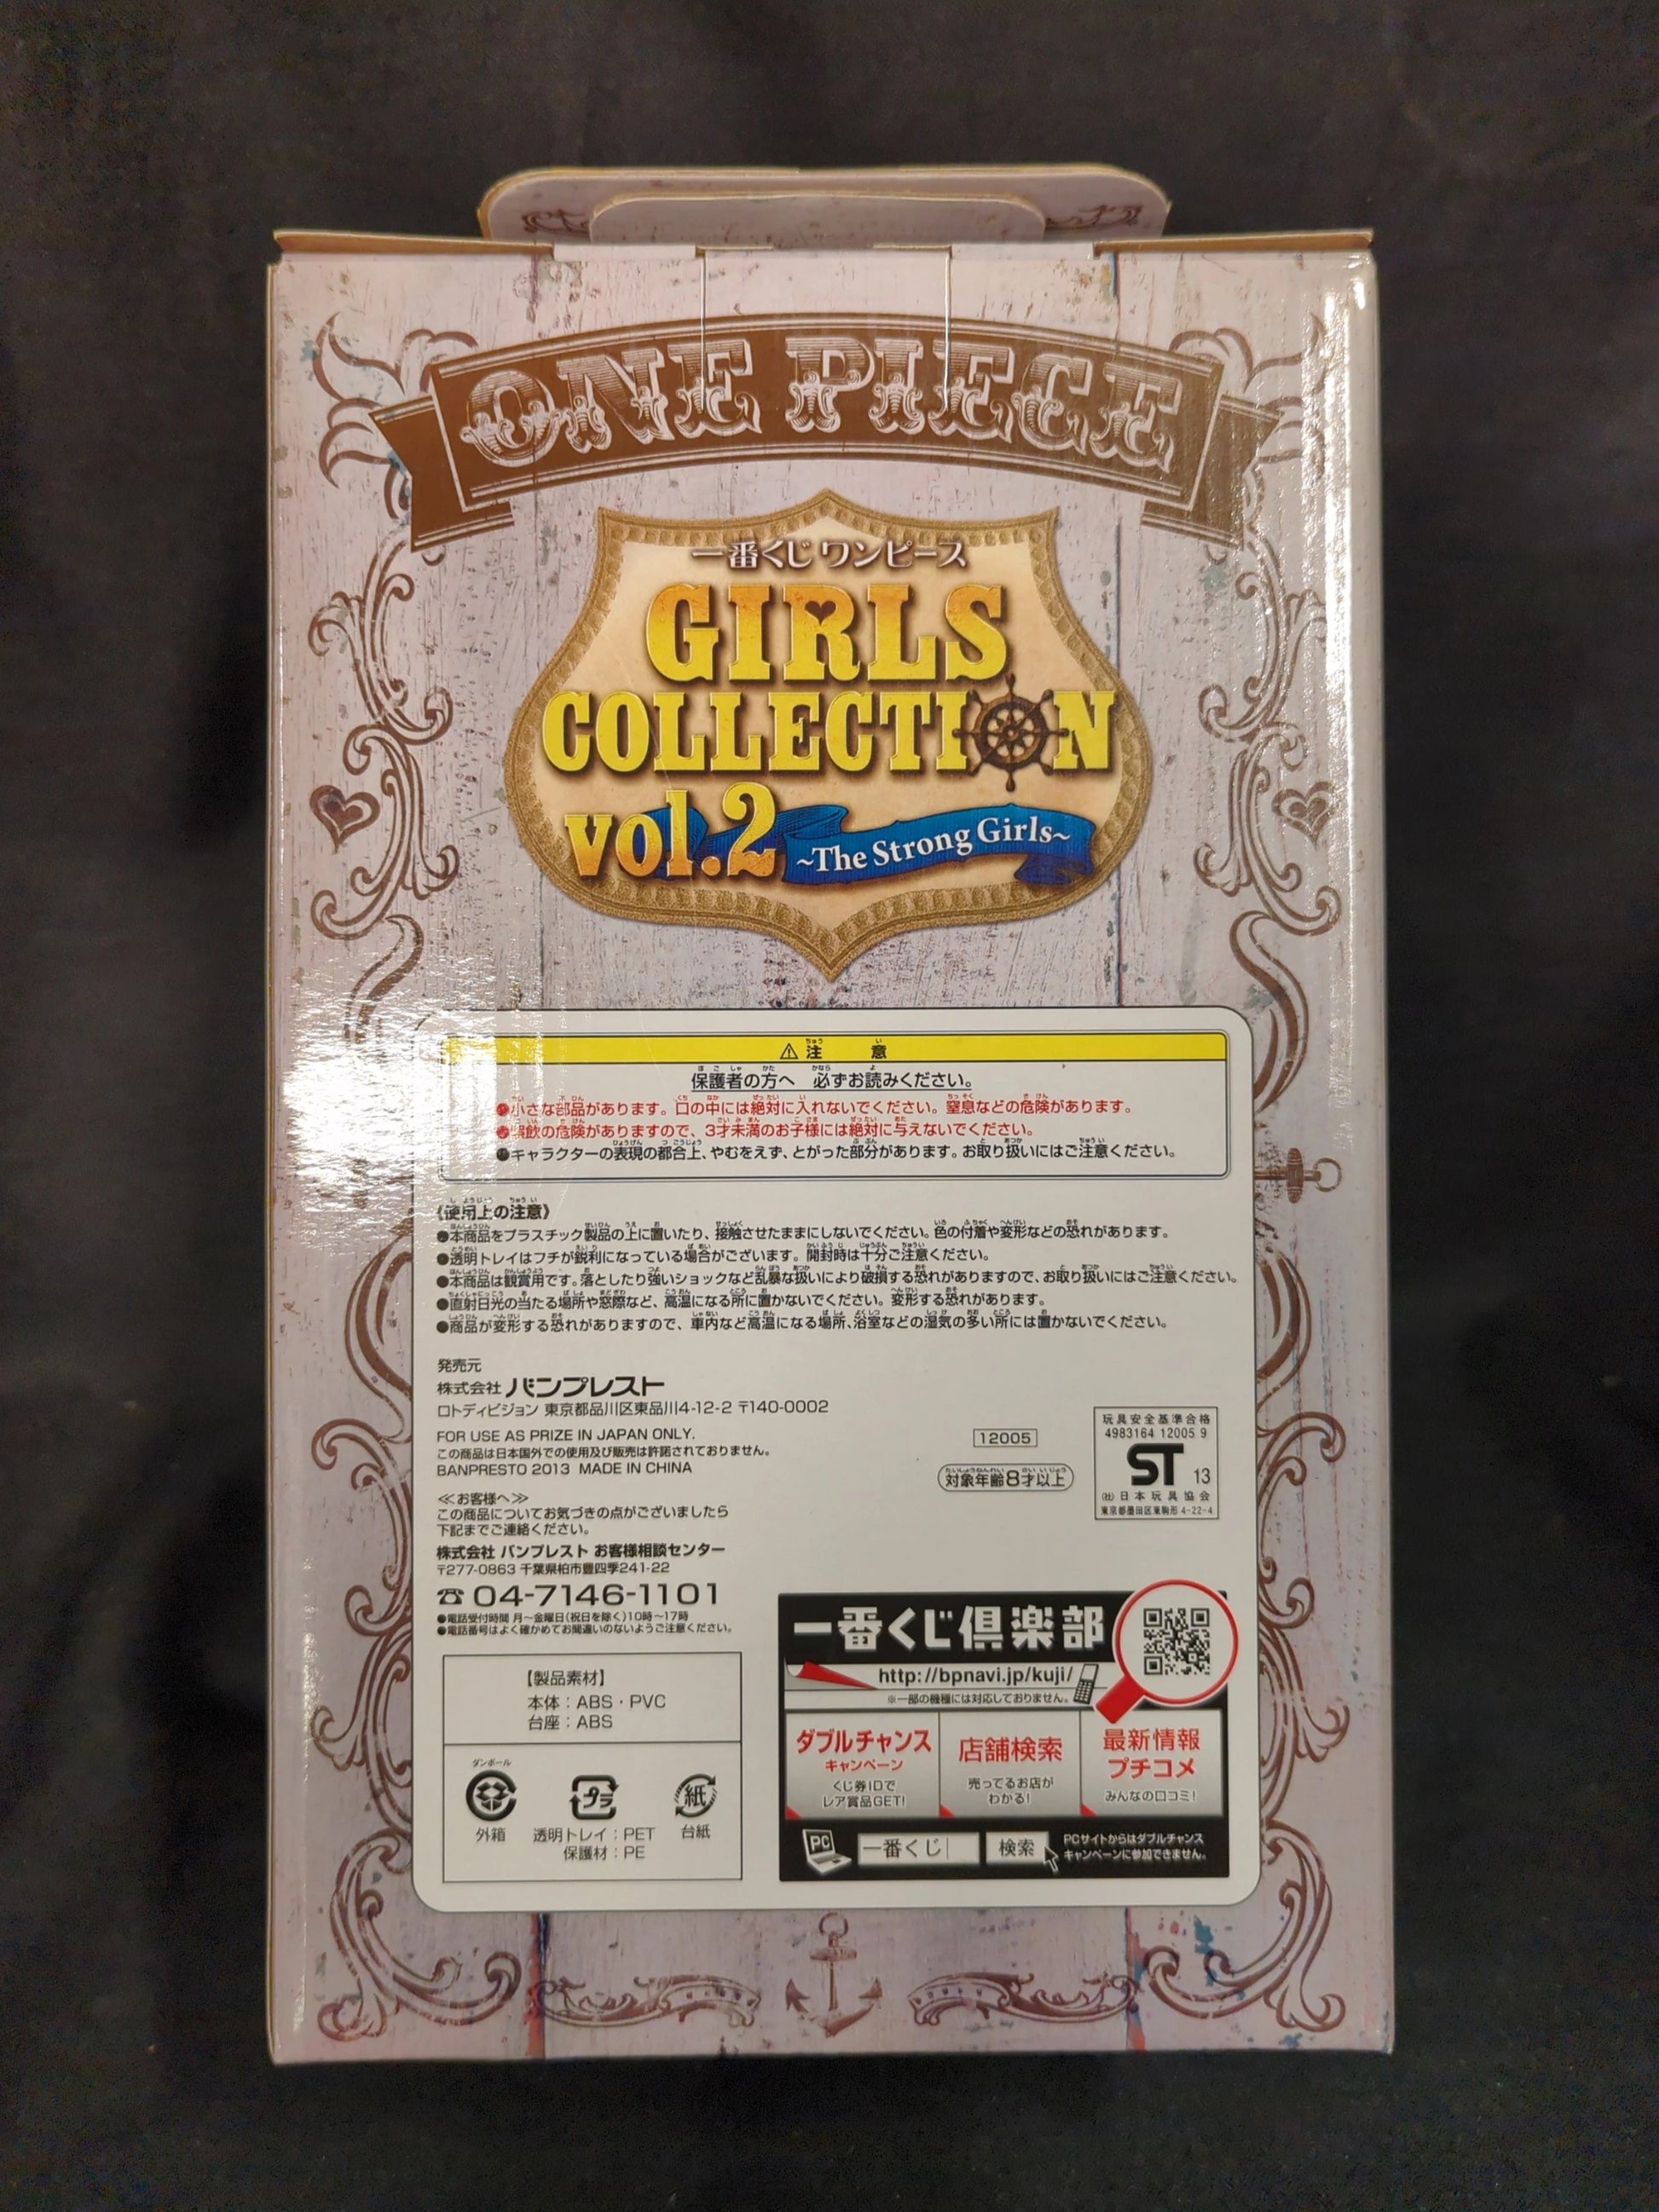 ONE PIECE
一番くじ ワンピース
GIRLS
COLLECTION
vol.2 ~The Strong Girls~
⚠注意
保護者の方へ 必ずお読みください。
●小さな部品があります。口の中には絶対に入れないでください。窒息などの危険があります。
●誤飲の危険がありますので、3才未満のお子様には絶対に与えないでください。
●キャラクターの表現の都合上、やむをえず、とがった部分があります。お取り扱いにはご注意ください。
《使用上の注意》
●本商品をプラスチック製品の上に置いたり、接触させたままにしないでください。色の付着や変形などの恐れがあります。
●透明トレイはフチが鋭利になっている場合がございます。開封時は十分ご注意ください。
●本商品は観賞用です。落としたり強いショックなど乱暴な扱いにより破損する恐れがありますので、お取り扱いにはご注意ください。
●直射日光の当たる場所や窓際など、高温になる所に置かないでください。変形する恐れがあります。
●商品が変形する恐れがありますので、車内など高温になる場所、浴室などの湿気の多い所には置かないでください。
発売元
株式会社 バンプレスト
ロトディビジョン 東京都品川区東品川4-12-2 〒140-0002
FOR USE AS PRIZE IN JAPAN ONLY.
この商品は日本国外での使用及び販売は許諾されておりません。
BANPRESTO 2013 MADE IN CHINA
12005
対象年齢8才以上
玩具安全基準合格
4983164 12005 9
ST 13
(社)日本玩具協会
東京都墨田区東駒形 4-22-4
≪お客様へ≫
この商品についてお気づきの点がございましたら
下記までご連絡ください。
株式会社 バンプレスト お客様相談センター
〒277-0863 千葉県柏市豊四季241-22
☎04-7146-1101
●電話受付時間 月~金曜日(祝日を除く)10時~17時
●電話番号はよく確かめてお間違いのないようご注意ください。
【製品素材】
本体:ABS・PVC
台座:ABS
ダンボール
外箱
プラ
透明トレイ:PET
保護材:PE
紙
台紙
一番くじ倶楽部
http://bpnavi.jp/kuji/
※一部の機種には対応しておりません。
ダブルチャンス
キャンペーン
くじ券IDで
レア賞品GET!
店舗検索
売ってるお店が
わかる!
最新情報
プチコメ
みんなの口コミ!
PC
一番くじ
検索
PCサイトからはダブルチャンス
キャンペーンに参加できません。